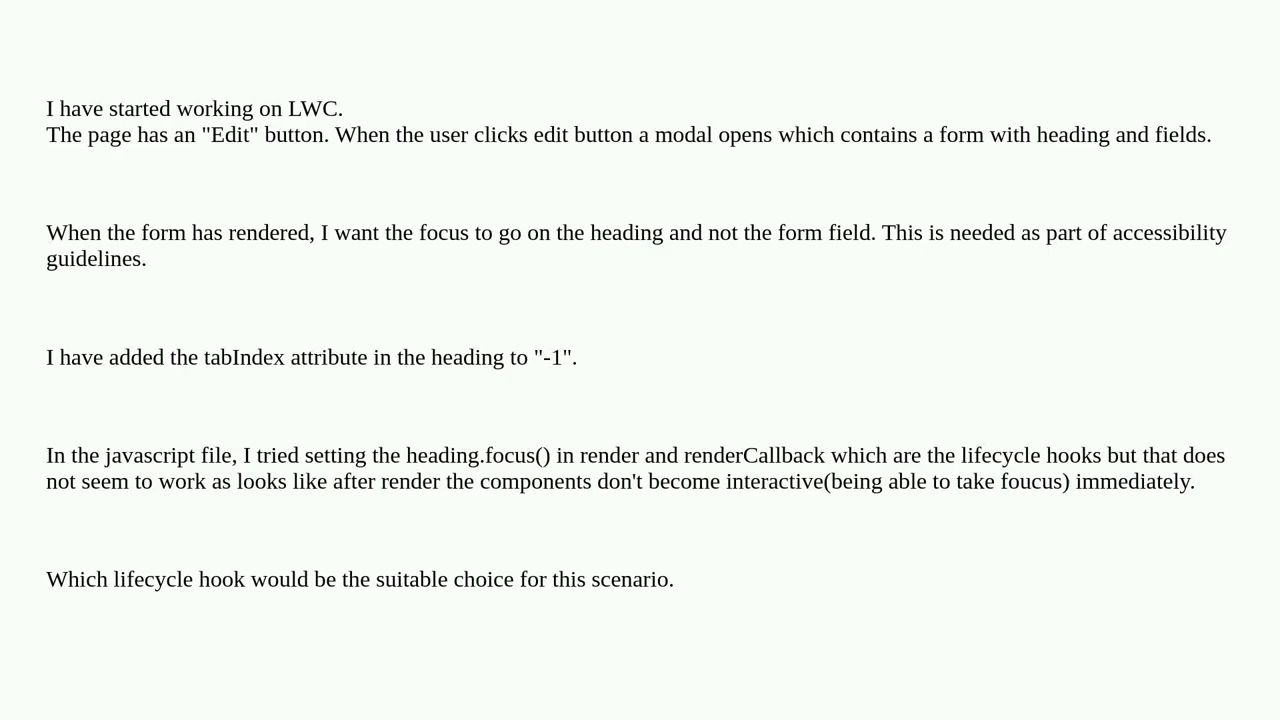 I have started working on LWC.
The page has an "Edit" button. When the user clicks edit button a modal opens which contains a form with heading and fields.
When the form has rendered, I want the focus to go on the heading and not the form field. This is needed as part of accessibility
guidelines.
I have added the tabIndex attribute in the heading to "-1".
In the javascript file, I tried setting the heading.focus() in render and renderCallback which are the lifecycle hooks but that does
not seem to work as looks like after render the components don't become interactive(being able to take foucus) immediately.
Which lifecycle hook would be the suitable choice for this scenario.